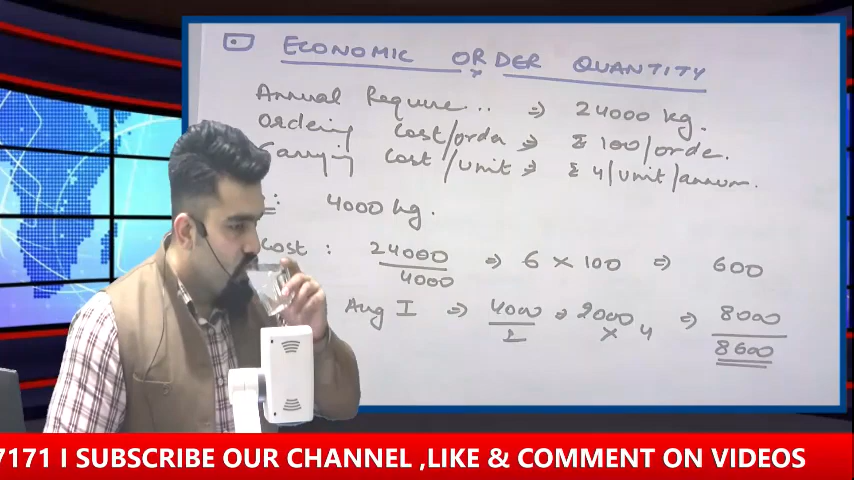 ECONOMIC ORDER QUANTITY
Annual Require.. ⇒ 24000 kg.
Ordering Cost/order ⇒ ₹ 100/orde.
Carrying Cost/unit ⇒ ₹ 4/unit/annum.
: 4000 kg.
Cost : 24000/4000 ⇒ 6 × 100 ⇒ 600
Avg I ⇒ 4000/2 ⇒ 2000 × 4 ⇒ 8000
8600
7171 I SUBSCRIBE OUR CHANNEL ,LIKE & COMMENT ON VIDEOS